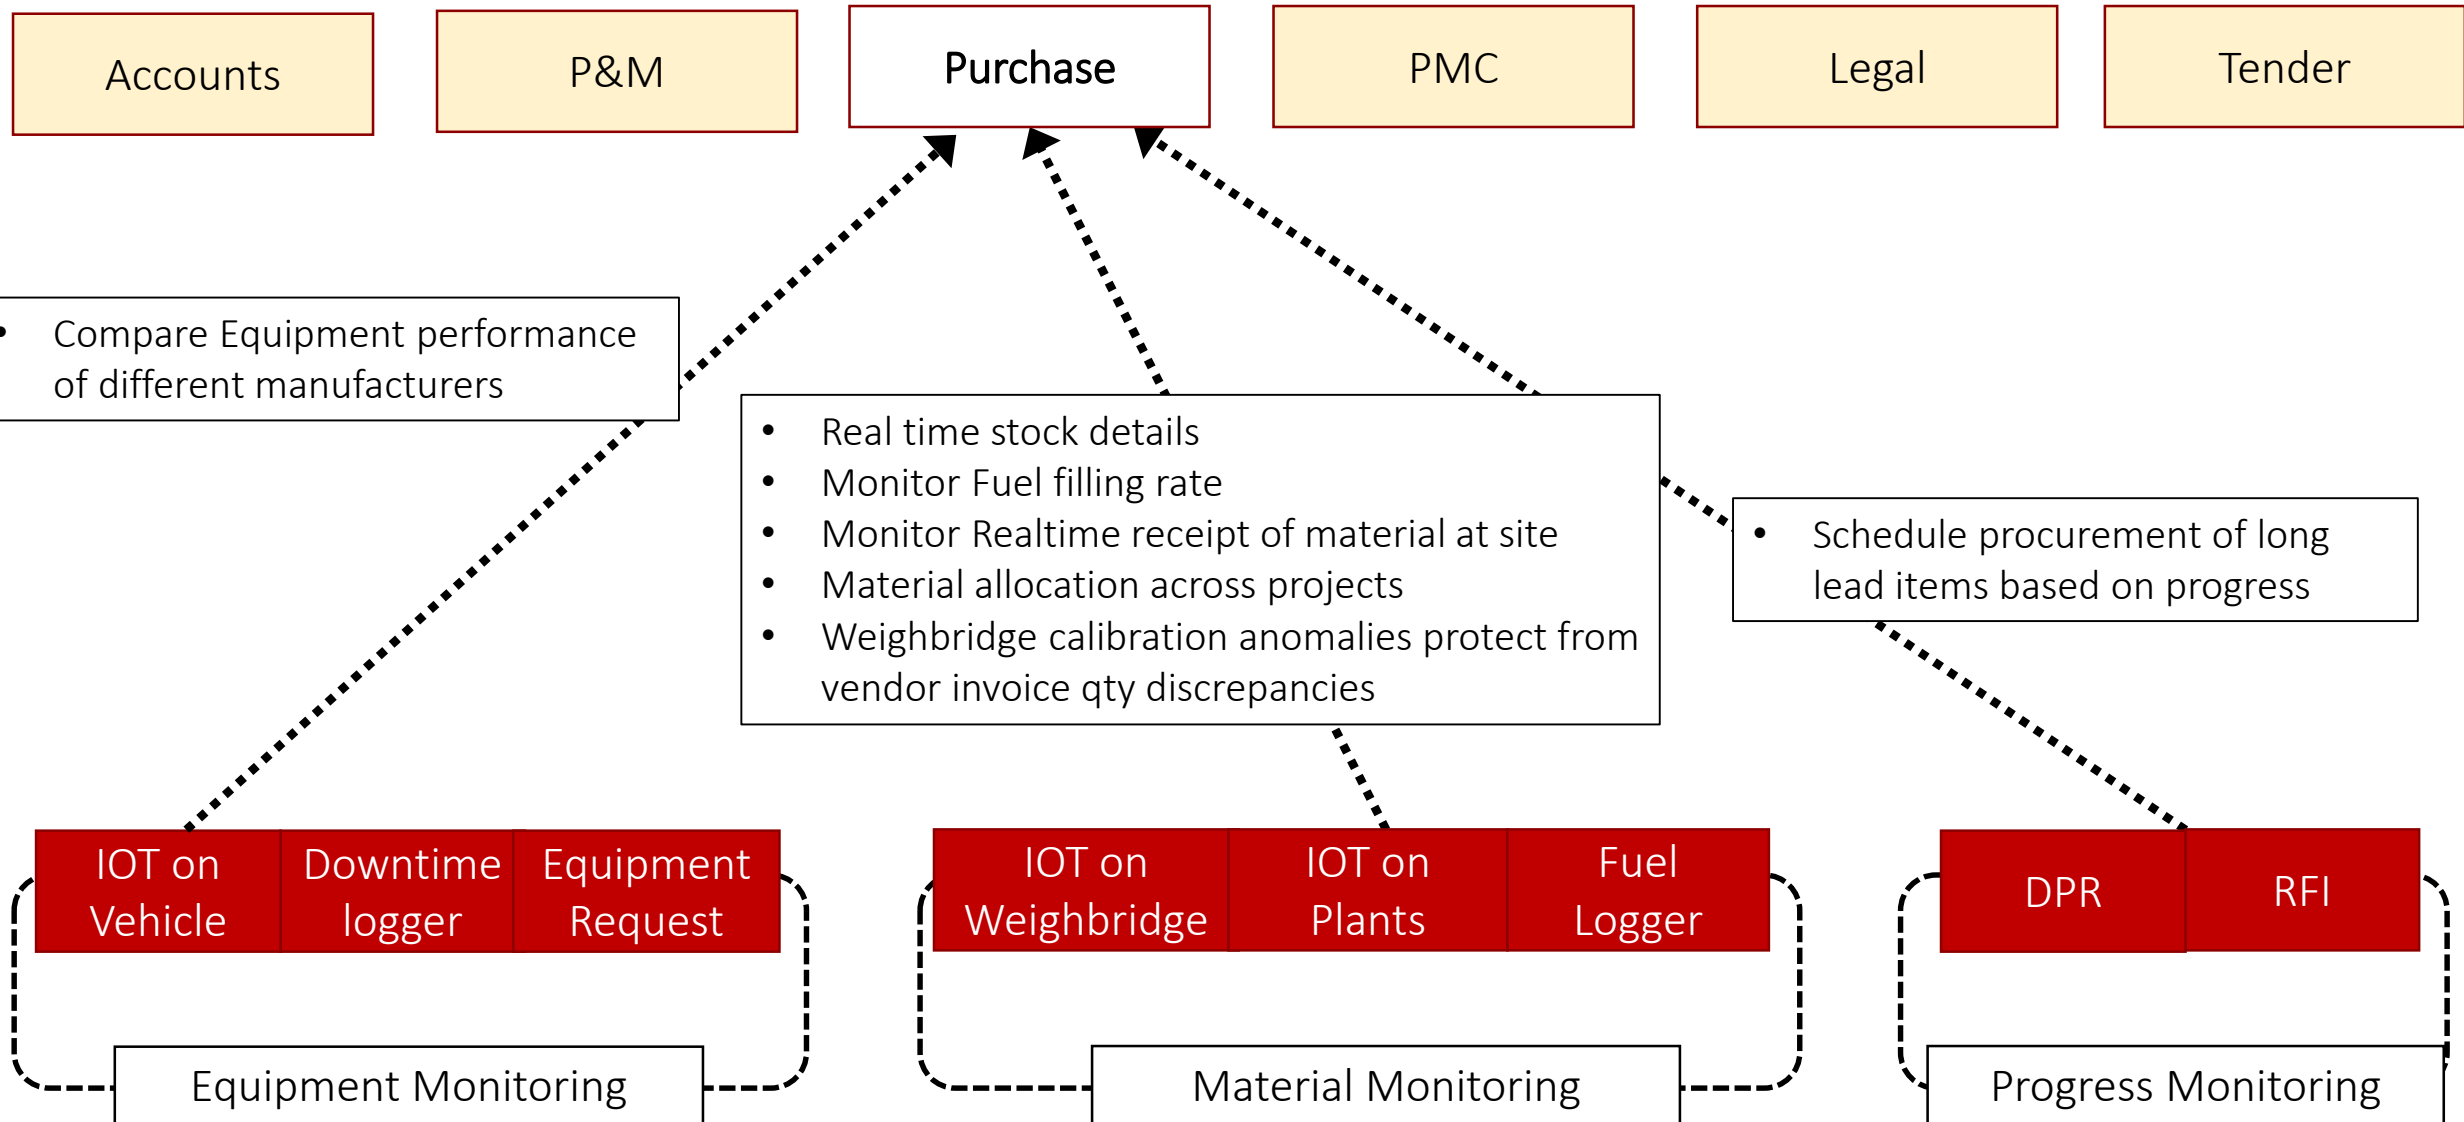 Accounts
P&M
Purchase
PMC
Legal
Tender
• Compare Equipment performance
of different manufacturers
• Real time stock details
• Monitor Fuel filling rate
• Monitor Realtime receipt of material at site
• Material allocation across projects
• Weighbridge calibration anomalies protect from
vendor invoice qty discrepancies
• Schedule procurement of long
lead items based on progress
IOT on
Vehicle
Downtime
logger
Equipment
Request
IOT on
Weighbridge
IOT on
Plants
Fuel
Logger
DPR
RFI
Equipment Monitoring
Material Monitoring
Progress Monitoring